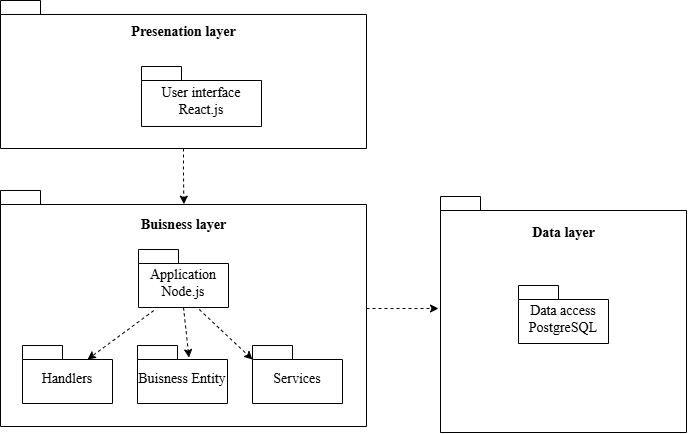 Presenation layer
User interface
React.js
Buisness layer
Application
Node.js
Handlers
Buisness Entity
Services
Data layer
Data access
PostgreSQL